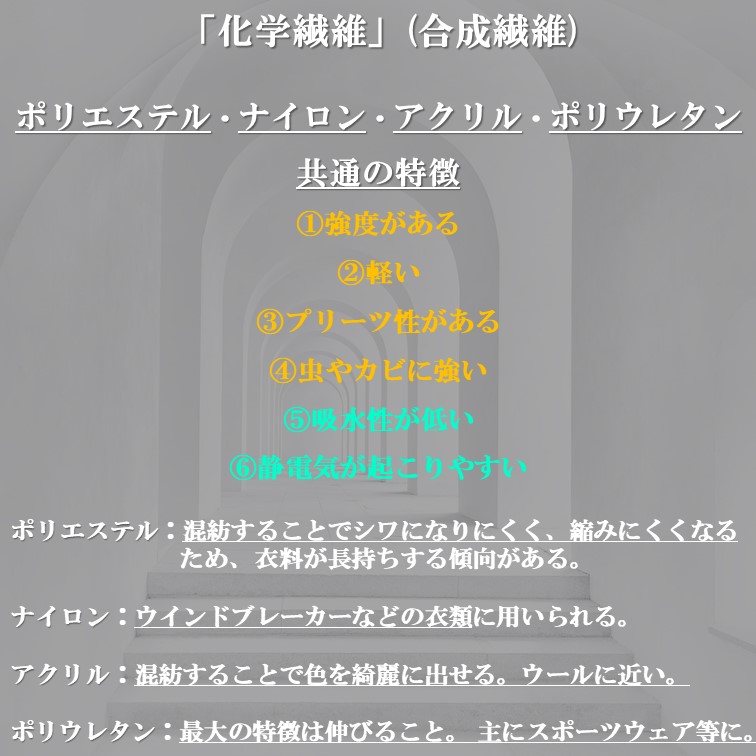 「化学繊維」(合成繊維)
ポリエステル・ナイロン・アクリル・ポリウレタン
共通の特徴
①強度がある
②軽い
③プリーツ性がある
④虫やカビに強い
⑤吸水性が低い
⑥静電気が起こりやすい
ポリエステル：混紡することでシワになりにくく、縮みにくくなる
ため、衣料が長持ちする傾向がある。
ナイロン：ウインドブレーカーなどの衣類に用いられる。
アクリル：混紡することで色を綺麗に出せる。ウールに近い。
ポリウレタン：最大の特徴は伸びること。 主にスポーツウェア等に。